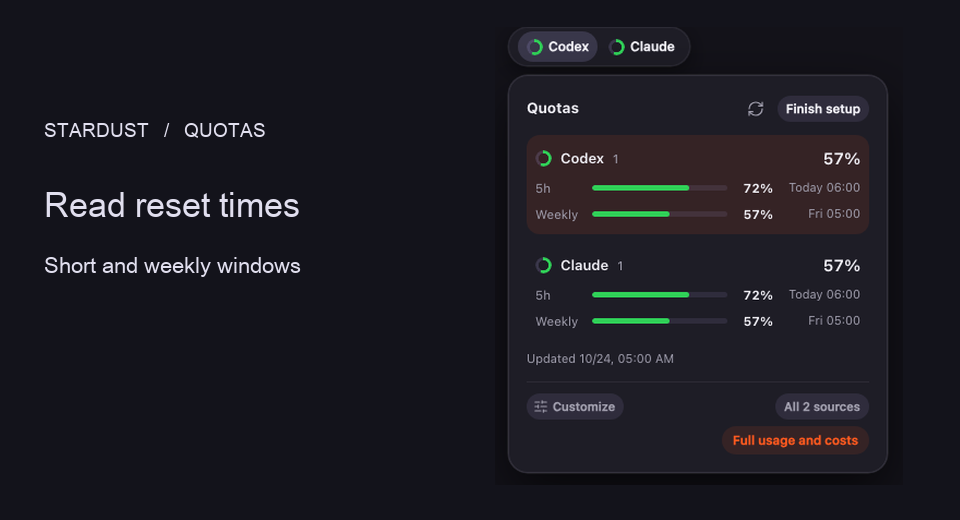 STARDUST / QUOTAS
Read reset times
Short and weekly windows
Codex Claude
Quotas Finish setup
Codex 1 57%
5h 72% Today 06:00
Weekly 57% Fri 05:00
Claude 1 57%
5h 72% Today 06:00
Weekly 57% Fri 05:00
Updated 10/24, 05:00 AM
Customize All 2 sources
Full usage and costs